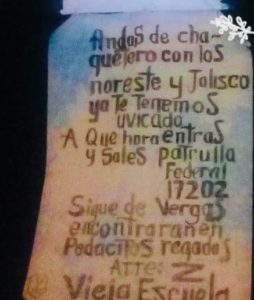 Andas de cha-
quetero con los
noreste y Jalisco
ya Te Tenemos
UVICADO
A Que hora entras
y Sales patrulla
Federal
17202
Sigue de Vergas
encontraran en
Pedacitos regados
Atte: Z
Vieja Escuela